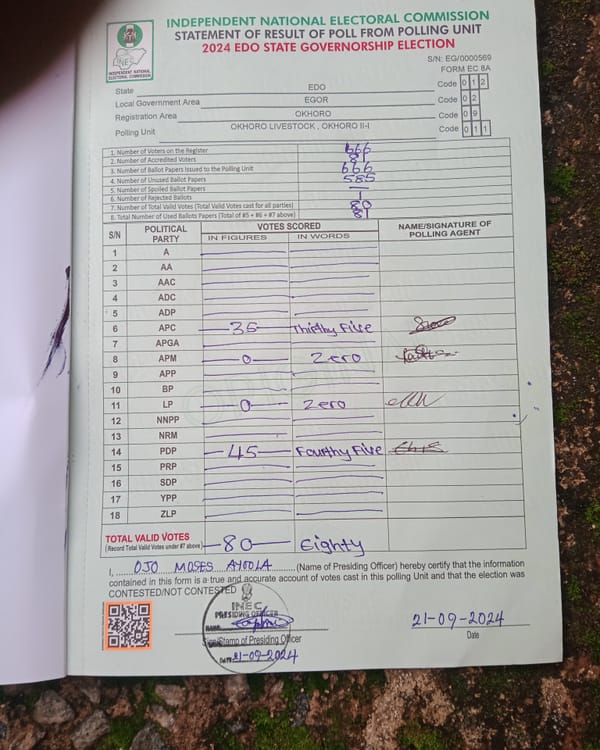 INDEPENDENT NATIONAL ELECTORAL COMMISSION
STATEMENT OF RESULT OF POLL FROM POLLING UNIT
2024 EDO STATE GOVERNORSHIP ELECTION
INEC
INDEPENDENT NATIONAL ELECTORAL COMMISSION
S/N: EG/0000569
FORM EC 8A
State EDO Code 0 1 2
Local Government Area EGOR Code 0 2
Registration Area OKHORO Code 0 9
Polling Unit OKHORO LIVESTOCK , OKHORO II-I Code 0 1 1
1. Number of Voters on the Register 666
2. Number of Accredited Voters 81
3. Number of Ballot Papers Issued to the Polling Unit 666
4. Number of Unused Ballot Papers 585
5. Number of Spoiled Ballot Papers —
6. Number of Rejected Ballots 1
7. Number of Total Valid Votes (Total Valid Votes cast for all parties) 80
8. Total Number of Used Ballots Papers (Total of #5 + #6 + #7 above) 81
S/N POLITICAL PARTY VOTES SCORED NAME/SIGNATURE OF POLLING AGENT
IN FIGURES IN WORDS
1 A
2 AA
3 AAC
4 ADC
5 ADP
6 APC 35 Thirthy Five
7 APGA
8 APM 0 Zero
9 APP
10 BP
11 LP 0 Zero
12 NNPP
13 NRM
14 PDP 45 Fourthy Five
15 PRP
16 SDP
17 YPP
18 ZLP
TOTAL VALID VOTES 80 Eighty
(Record Total Valid Votes under #7 above)
I, OJO MOSES AYOOLA (Name of Presiding Officer) hereby certify that the information
contained in this form is a true and accurate account of votes cast in this polling Unit and that the election was
CONTESTED/NOT CONTESTED
INEC
PRESIDING OFFICER
Sign/Stamp of Presiding Officer
DATE 21-09-2024
21-09-2024
Date